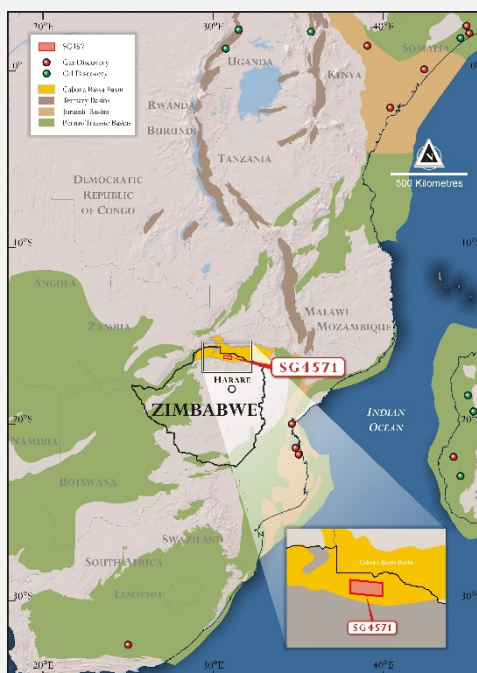 20°E
30°E
40°E
SG4571
Gas Discovery
Oil Discovery
Cabora Bassa Basin
Tertiary Basins
Jurassic Basins
Permo/Triassic Basins
SOMALIA
UGANDA
KENYA
0°
0°
RWANDA
BURUNDI
TANZANIA
N
500 Kilometres
DEMOCRATIC
REPUBLIC
OF CONGO
10°S
10°S
ANGOLA
MALAWI
ZAMBIA
MOZAMBIQUE
SG4571
HARARE
ZIMBABWE
INDIAN
OCEAN
20°S
20°S
NAMIBIA
BOTSWANA
SWAZILAND
Cabora Bassa Basin
SOUTH AFRICA
LESOTHO
30°S
30°S
SG4571
20°E
30°E
40°E